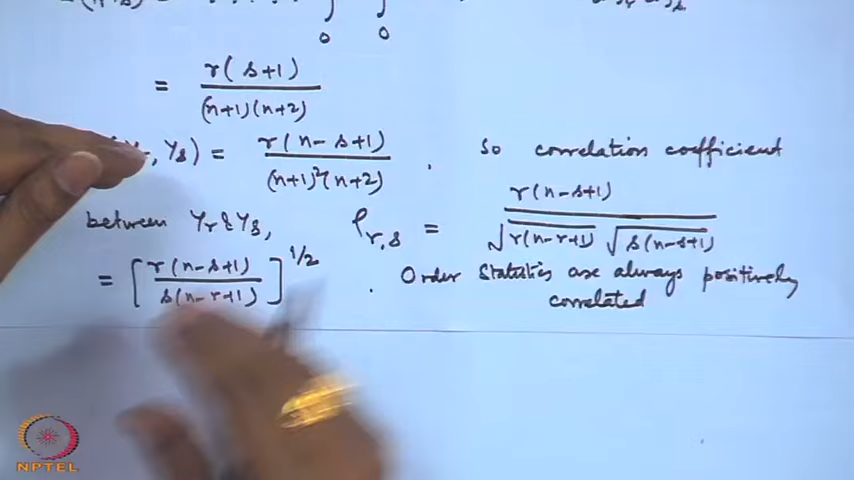 0 0
= r(s+1) / (n+1)(n+2)
, Ys) = r(n-s+1) / (n+1)²(n+2) . So correlation coefficient
between Yr & Ys, ρr,s = r(n-s+1) / √r(n-r+1) √s(n-s+1)
= [r(n-s+1) / s(n-r+1)]^1/2 . Order Statistics are always positively
correlated
NPTEL